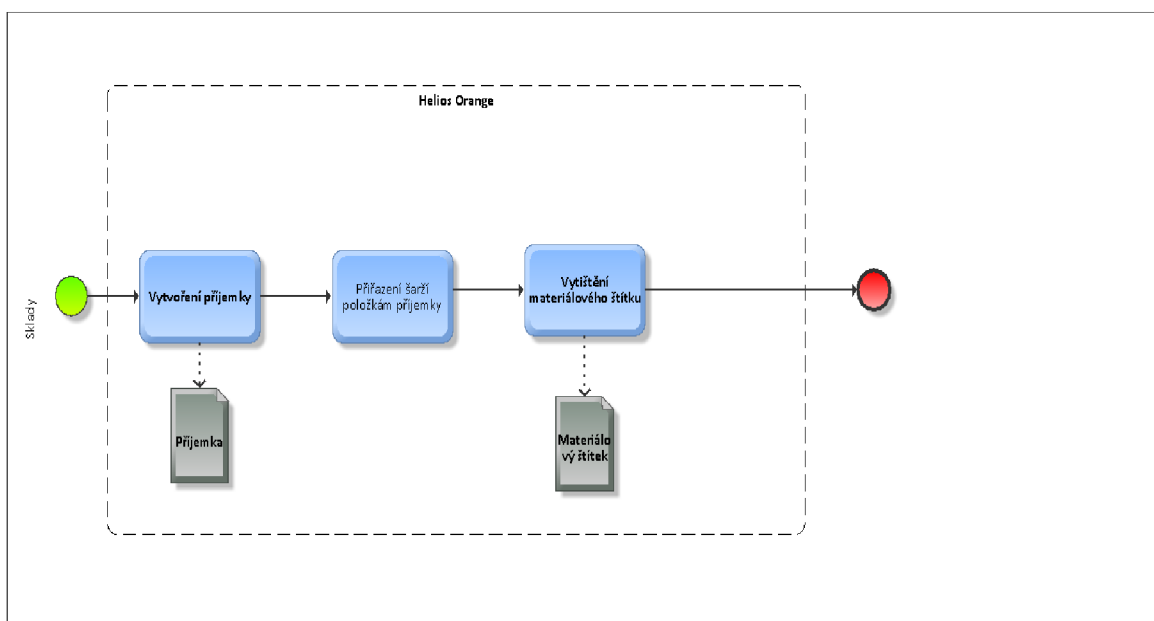 Helios Orange
Sklady
Vytvoření příjemky
Přiřazení šarží
položkám příjemky
Vytištění
materiálového štítku
Příjemka
Materiálo
vý štítek